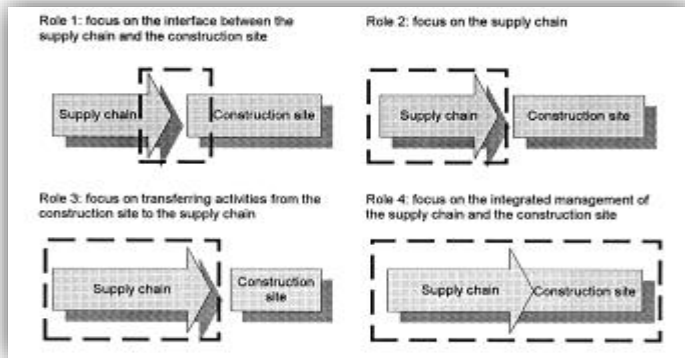 Role 1: focus on the interface between the
supply chain and the construction site
Supply chain
Construction site
Role 2: focus on the supply chain
Supply chain
Construction site
Role 3: focus on transferring activities from the
construction site to the supply chain
Supply chain
Construction
site
Role 4: focus on the integrated management of
the supply chain and the construction site
Supply chain
Construction site